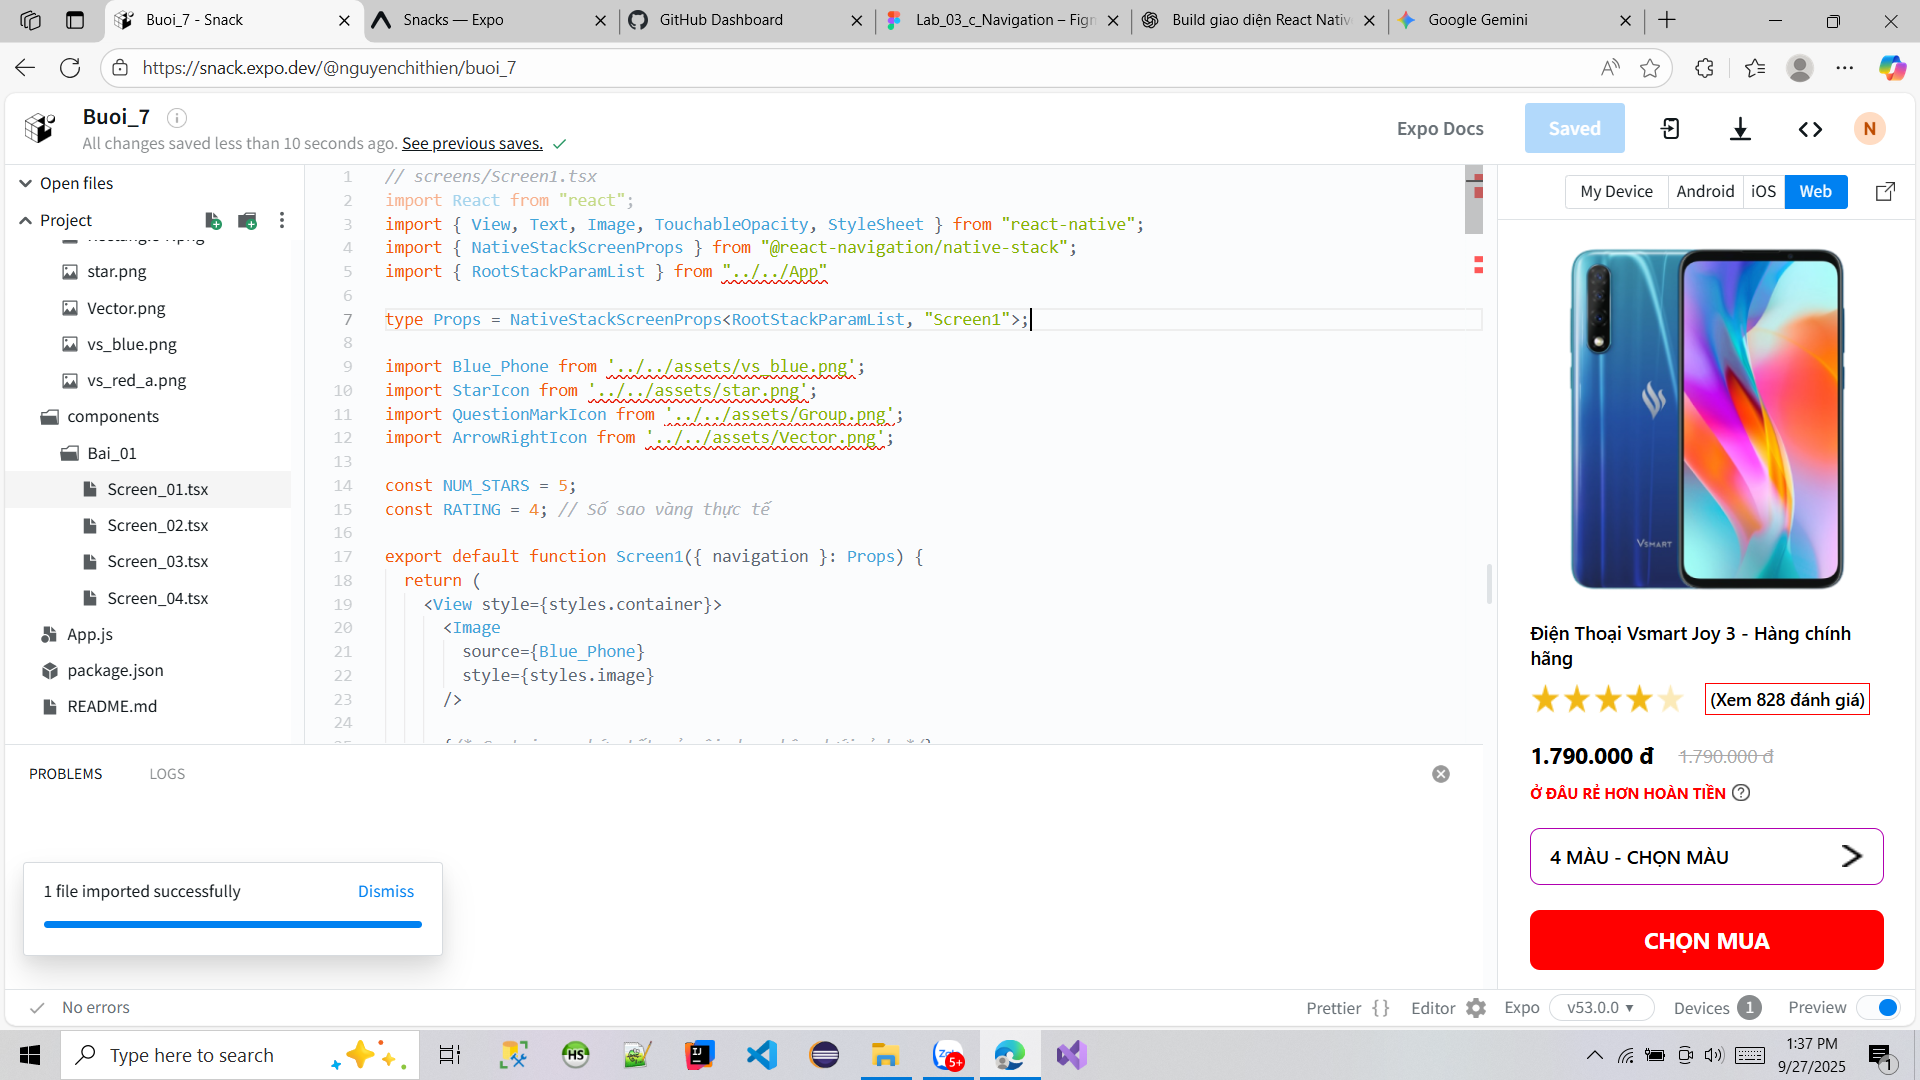 Buoi_7 - Snack
Snacks — Expo
GitHub Dashboard
Lab_03_c_Navigation – Figm
Build giao diện React Nativ
Google Gemini
https://snack.expo.dev/@nguyenchithien/buoi_7
Buoi_7
All changes saved less than 10 seconds ago. See previous saves.
Expo Docs
Saved
N
Open files
Project
star.png
Vector.png
vs_blue.png
vs_red_a.png
components
Bai_01
Screen_01.tsx
Screen_02.tsx
Screen_03.tsx
Screen_04.tsx
App.js
package.json
README.md
1 // screens/Screen1.tsx
2 import React from "react";
3 import { View, Text, Image, TouchableOpacity, StyleSheet } from "react-native";
4 import { NativeStackScreenProps } from "@react-navigation/native-stack";
5 import { RootStackParamList } from "../../App"
6
7 type Props = NativeStackScreenProps<RootStackParamList, "Screen1">;
8
9 import Blue_Phone from '../../assets/vs_blue.png';
10 import StarIcon from '../../assets/star.png';
11 import QuestionMarkIcon from '../../assets/Group.png';
12 import ArrowRightIcon from '../../assets/Vector.png';
13
14 const NUM_STARS = 5;
15 const RATING = 4; // Số sao vàng thực tế
16
17 export default function Screen1({ navigation }: Props) {
18 return (
19 <View style={styles.container}>
20 <Image
21 source={Blue_Phone}
22 style={styles.image}
23 />
24
My Device
Android
iOS
Web
VSMART
Điện Thoại Vsmart Joy 3 - Hàng chính
hãng
(Xem 828 đánh giá)
1.790.000 đ 1.790.000 đ
Ở ĐÂU RẺ HƠN HOÀN TIỀN ?
4 MÀU - CHỌN MÀU
CHỌN MUA
PROBLEMS
LOGS
1 file imported successfully
Dismiss
No errors
Prettier { }
Editor
Expo
v53.0.0
Devices 1
Preview
Type here to search
HS
5+
1:37 PM
9/27/2025
1